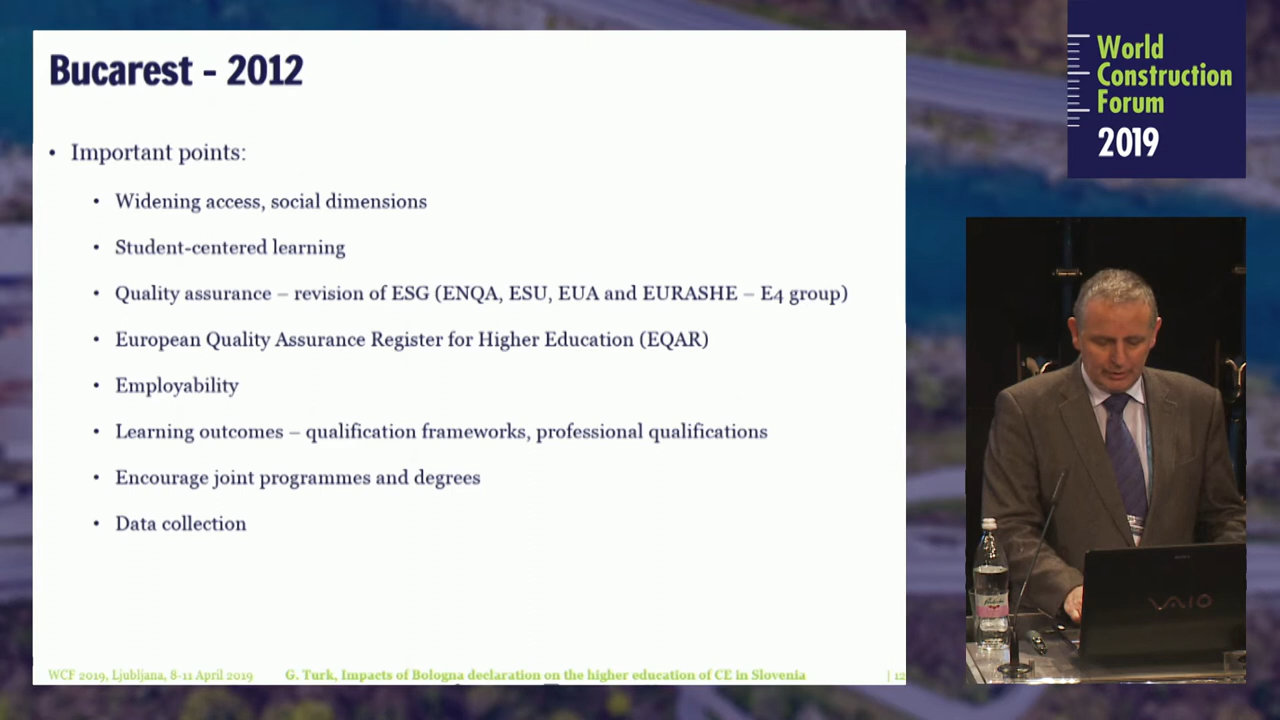 Bucarest - 2012
• Important points:
• Widening access, social dimensions
• Student-centered learning
• Quality assurance – revision of ESG (ENQA, ESU, EUA and EURASHE – E4 group)
• European Quality Assurance Register for Higher Education (EQAR)
• Employability
• Learning outcomes – qualification frameworks, professional qualifications
• Encourage joint programmes and degrees
• Data collection
WCF 2019, Ljubljana, 8-11 April 2019 G. Turk, Impacts of Bologna declaration on the higher education of CE in Slovenia | 12
World
Construction
Forum
2019
VAIO